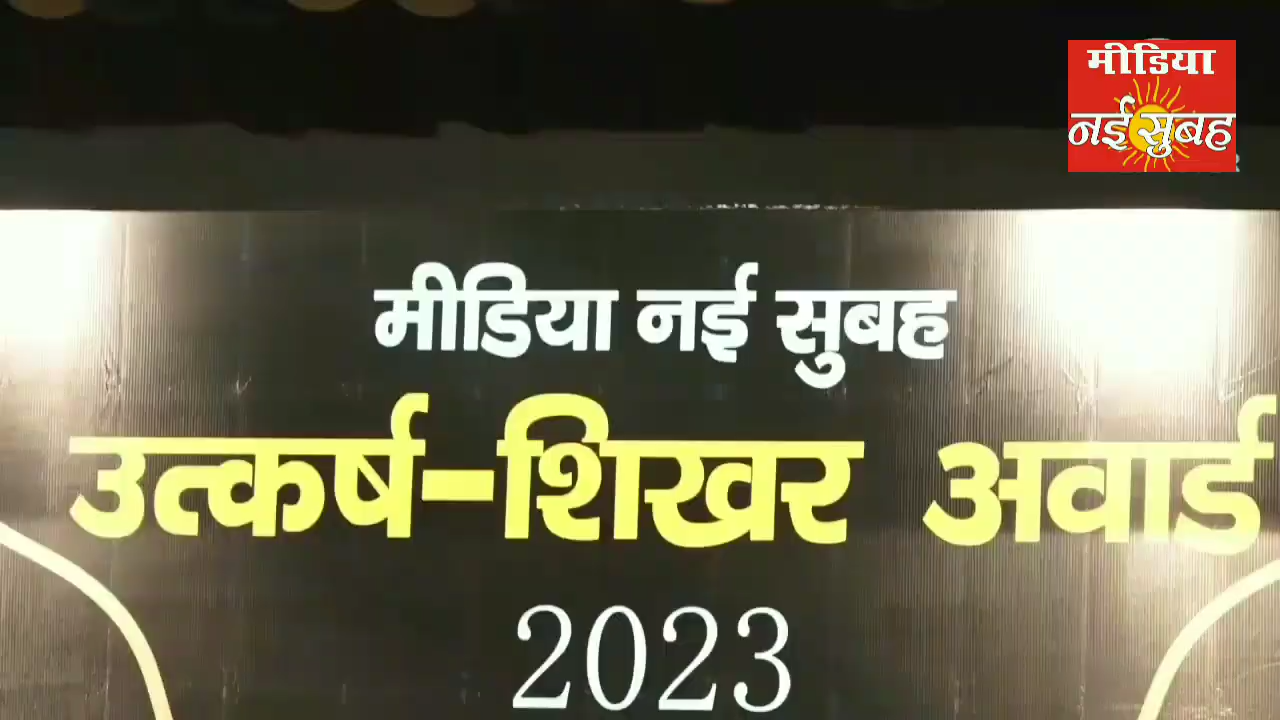 मीडिया
नई सुबह
मीडिया नई सुबह
उत्कर्ष-शिखर अवार्ड
2023